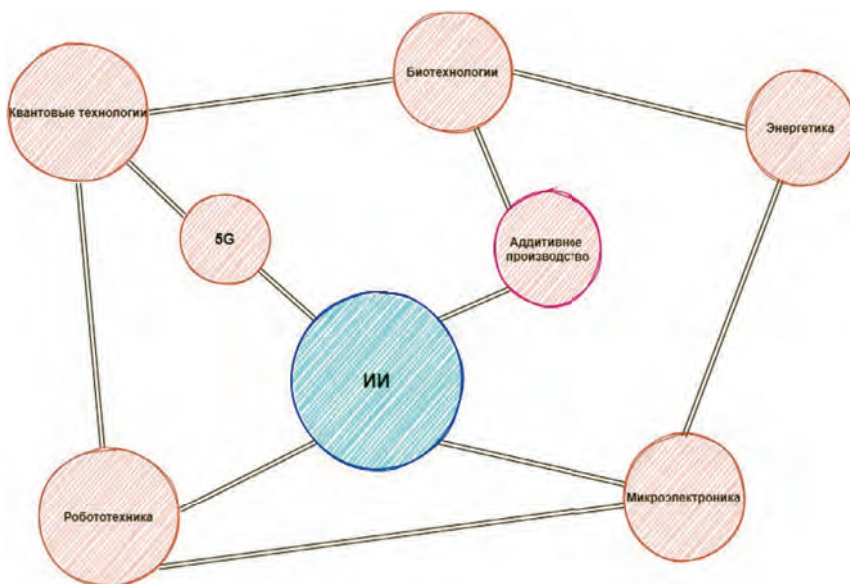 Биотехнологии
Квантовые технологии
Энергетика
5G
Аддитивное
производство
ИИ
Микроэлектроника
Робототехника